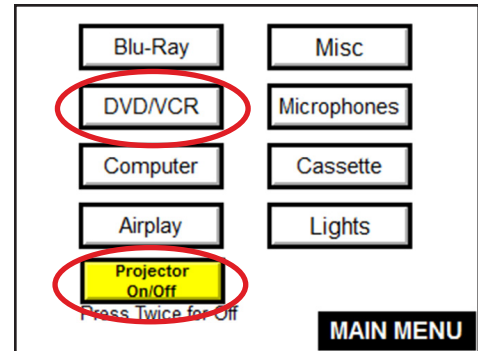 Blu-Ray
Misc
DVD/VCR
Microphones
Computer
Cassette
Airplay
Lights
Projector
On/Off
Press Twice for Off
MAIN MENU